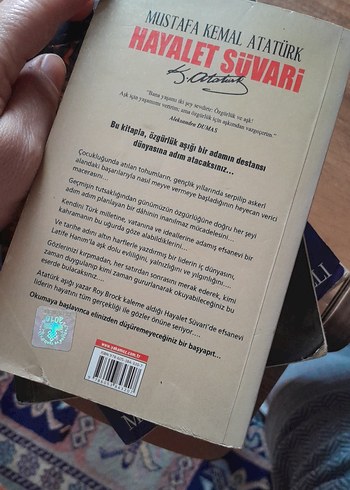 MUSTAFA KEMAL ATATÜRK
HAYALET SÜVARİ
K. Atatürk
"Bana yaşamı iki şey sevdirir: Özgürlük ve aşk!
Aşk için yaşamımı veririm; ama özgürlük için aşkımdan vazgeçerim."
Aleksandre DUMAS
Bu kitapla, özgürlük aşığı bir adamın destansı
dünyasına adım atacaksınız...
Çocukluğunda atılan tohumların, gençlik yıllarında serpilip askeri
alandaki başarılarıyla nasıl meyve vermeye başladığının heyecan verici
macerasını...
Geçmişin tutsaklığından günümüzün özgürlüğüne doğru her şeyi
adım adım planlayan bir dâhinin inanılmaz mücadelesini...
Kendini Türk milletine, vatanına ve ideallerine adamış efsanevi bir
kahramanın bu uğurda göze alabildiklerini...
Ve tarihe adını altın harflerle yazdırmış bir liderin iç dünyasını,
Latife Hanım'la aşk dolu evliliğini, yalnızlığını ve yılgınlığını....
Gözlerinizi kırpmadan, her satırdan sonrasını merak ederek, kimi
zaman duygulanıp kimi zaman gururlanarak okuyabileceğiniz bu
eserde bulacaksınız....
Atatürk aşığı yazar Roy Brock kaleme aldığı Hayalet Süvari'de efsanevi
liderin hayatını tüm gerçekliği ile gözler önüne seriyor....
Okumaya başlayınca elinizden düşüremeyeceğiniz bir başyapıt...